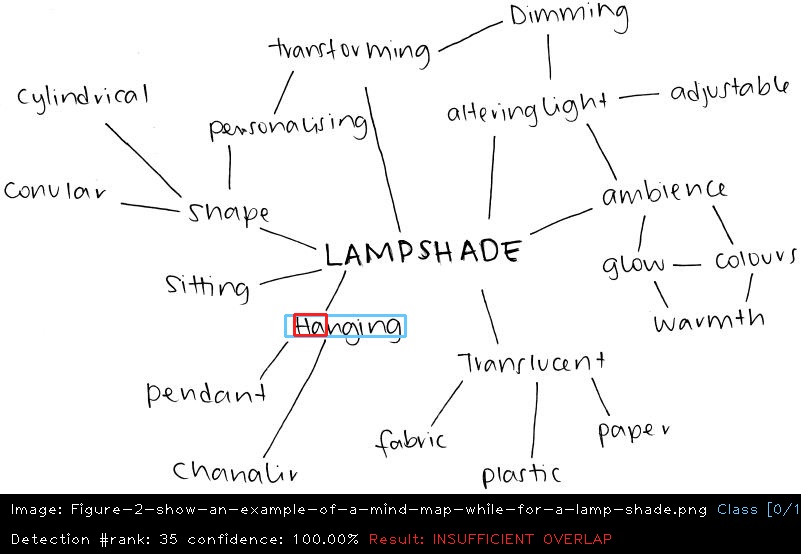 Dimming
transforming
cylindrical
alteringlight
adjustable
personalising
conular
shape
ambience
LAMPSHADE
glow
colours
sitting
Hanging
warmth
Translucent
pendant
fabric
paper
chanalir
plastic
Image: Figure-2-show-an-example-of-a-mind-map-while-for-a-lamp-shade.png Class [0/1
Detection #rank: 35 confidence: 100.00% Result: INSUFFICIENT OVERLAP